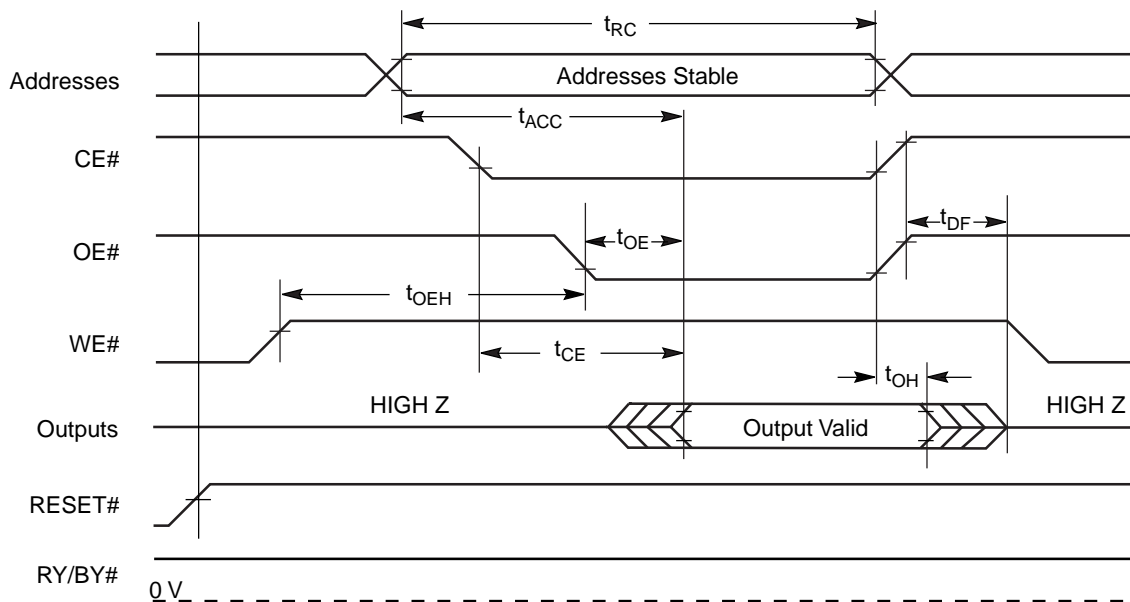 tRC
Addresses
Addresses Stable
tACC
CE#
tDF
OE#
tOE
tOEH
WE#
tCE
tOH
HIGH Z
HIGH Z
Outputs
Output Valid
RESET#
RY/BY#
0 V